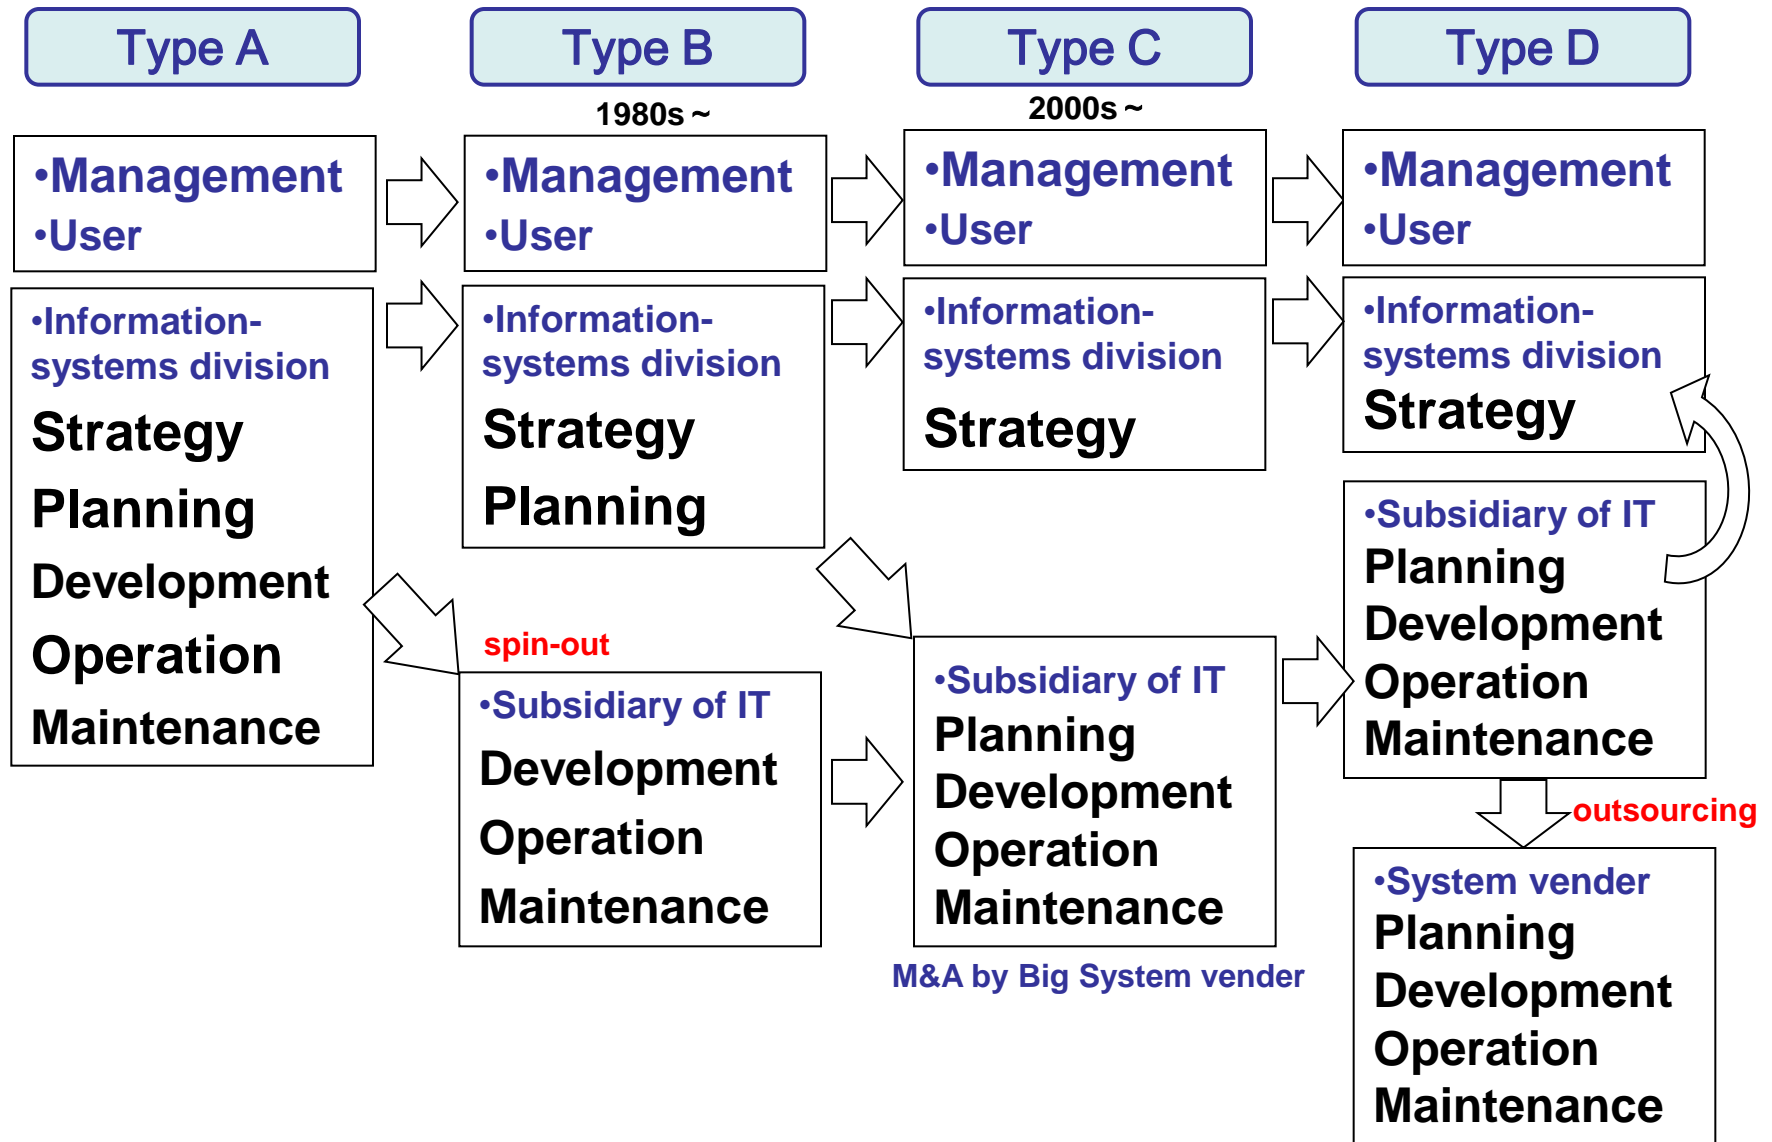 Type A
Type B
Type C
Type D
1980s ~
2000s ~
•Management
•User
•Management
•User
•Management
•User
•Management
•User
•Information-
systems division
Strategy
Planning
Development
Operation
Maintenance
•Information-
systems division
Strategy
Planning
spin-out
•Subsidiary of IT
Development
Operation
Maintenance
•Information-
systems division
Strategy
•Subsidiary of IT
Planning
Development
Operation
Maintenance
M&A by Big System vender
•Information-
systems division
Strategy
•Subsidiary of IT
Planning
Development
Operation
Maintenance
outsourcing
•System vender
Planning
Development
Operation
Maintenance